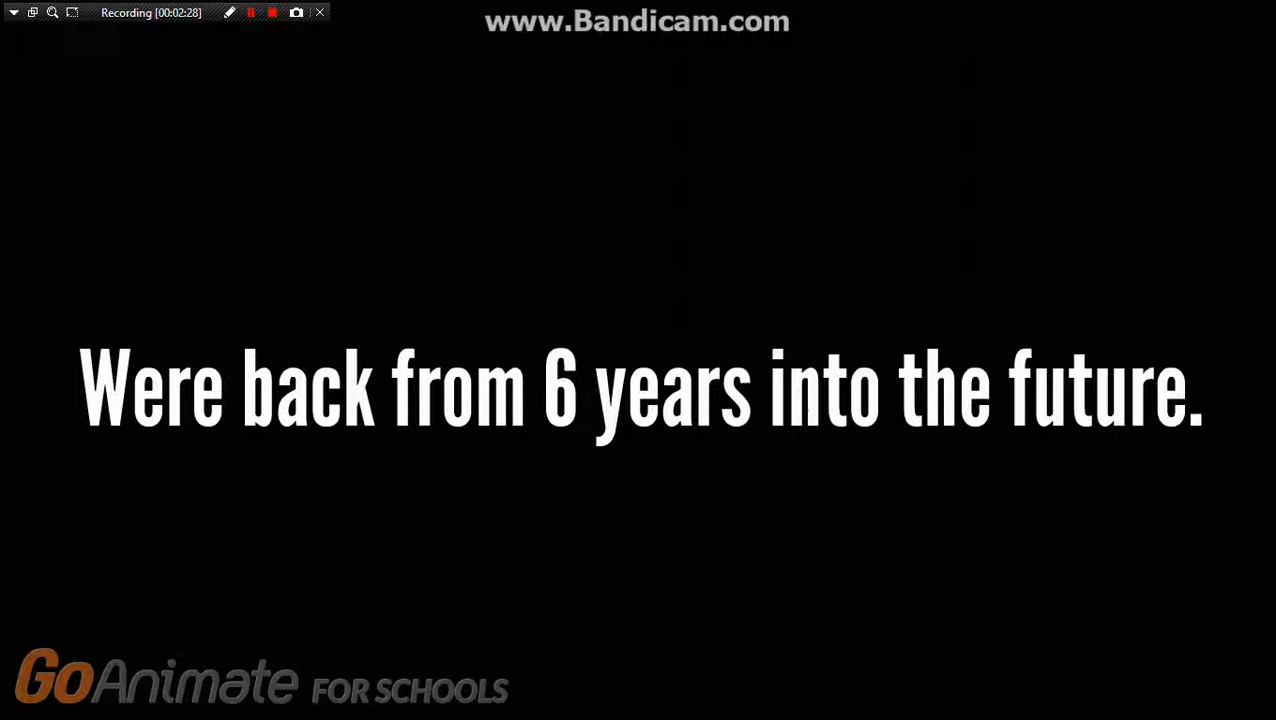 Recording [00:02:28]
www.Bandicam.com
Were back from 6 years into the future.
GoAnimate FOR SCHOOLS